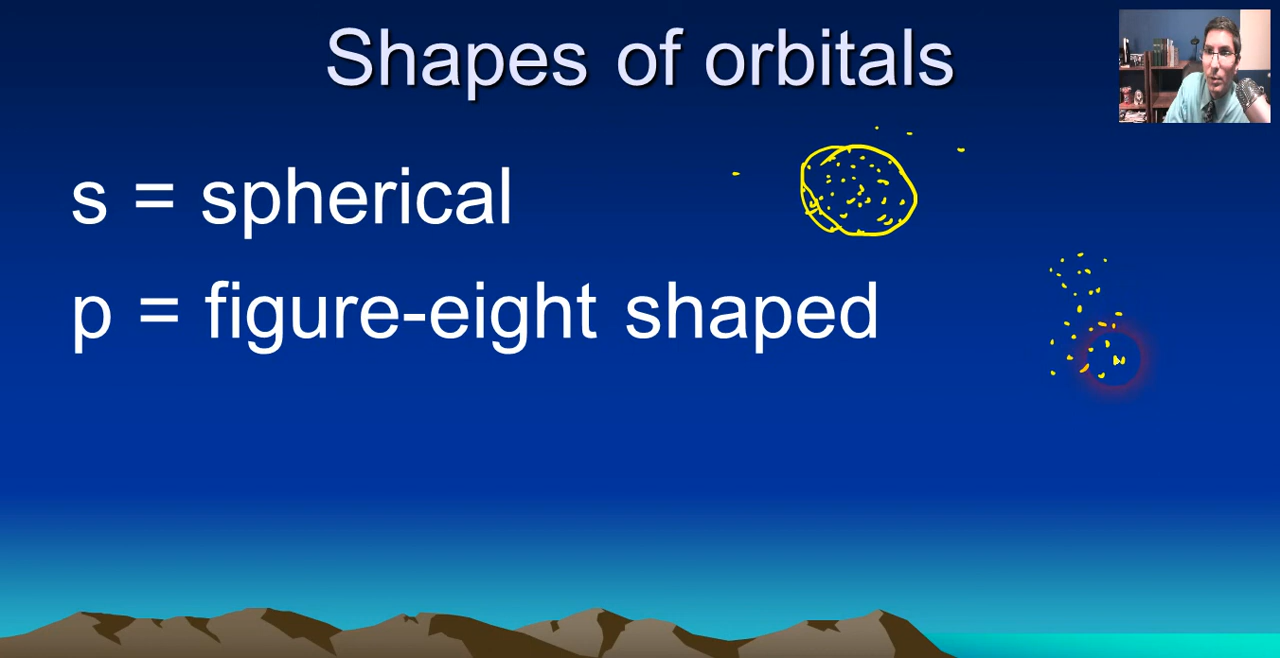 Shapes of orbitals
s = spherical
p = figure-eight shaped